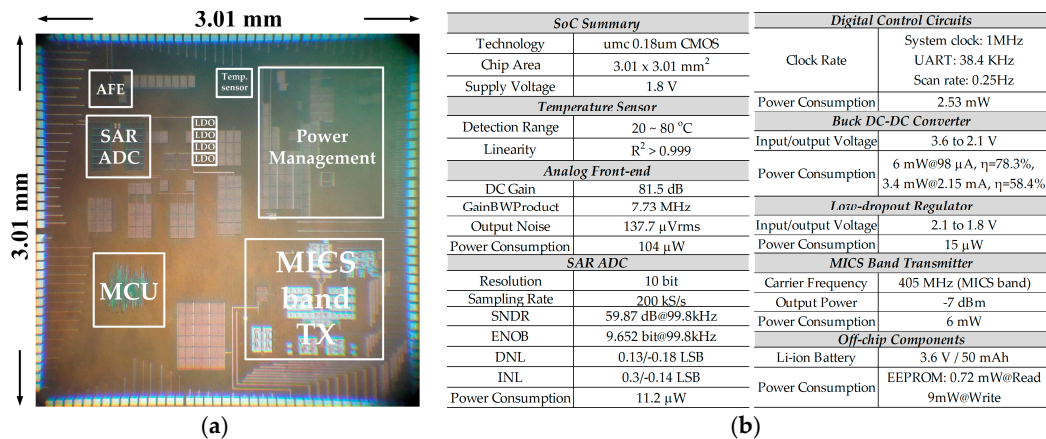 3.01 mm
3.01 mm
AFE
Temp.
sensor
SAR
ADC
LDO
LDO
LDO
LDO
Power
Management
MCU
MICS
band
TX
(a)
SoC Summary
Technology umc 0.18um CMOS
Chip Area 3.01 x 3.01 mm²
Supply Voltage 1.8 V
Temperature Sensor
Detection Range 20 ~ 80 °C
Linearity R² > 0.999
Analog Front-end
DC Gain 81.5 dB
GainBWProduct 7.73 MHz
Output Noise 137.7 µVrms
Power Consumption 104 µW
SAR ADC
Resolution 10 bit
Sampling Rate 200 kS/s
SNDR 59.87 dB@99.8kHz
ENOB 9.652 bit@99.8kHz
DNL 0.13/-0.18 LSB
INL 0.3/-0.14 LSB
Power Consumption 11.2 µW
Digital Control Circuits
Clock Rate
System clock: 1MHz
UART: 38.4 KHz
Scan rate: 0.25Hz
Power Consumption 2.53 mW
Buck DC-DC Converter
Input/output Voltage 3.6 to 2.1 V
Power Consumption
6 mW@98 µA, η=78.3%,
3.4 mW@2.15 mA, η=58.4%
Low-dropout Regulator
Input/output Voltage 2.1 to 1.8 V
Power Consumption 15 µW
MICS Band Transmitter
Carrier Frequency 405 MHz (MICS band)
Output Power -7 dBm
Power Consumption 6 mW
Off-chip Components
Li-ion Battery 3.6 V / 50 mAh
Power Consumption
EEPROM: 0.72 mW@Read
9mW@Write
(b)